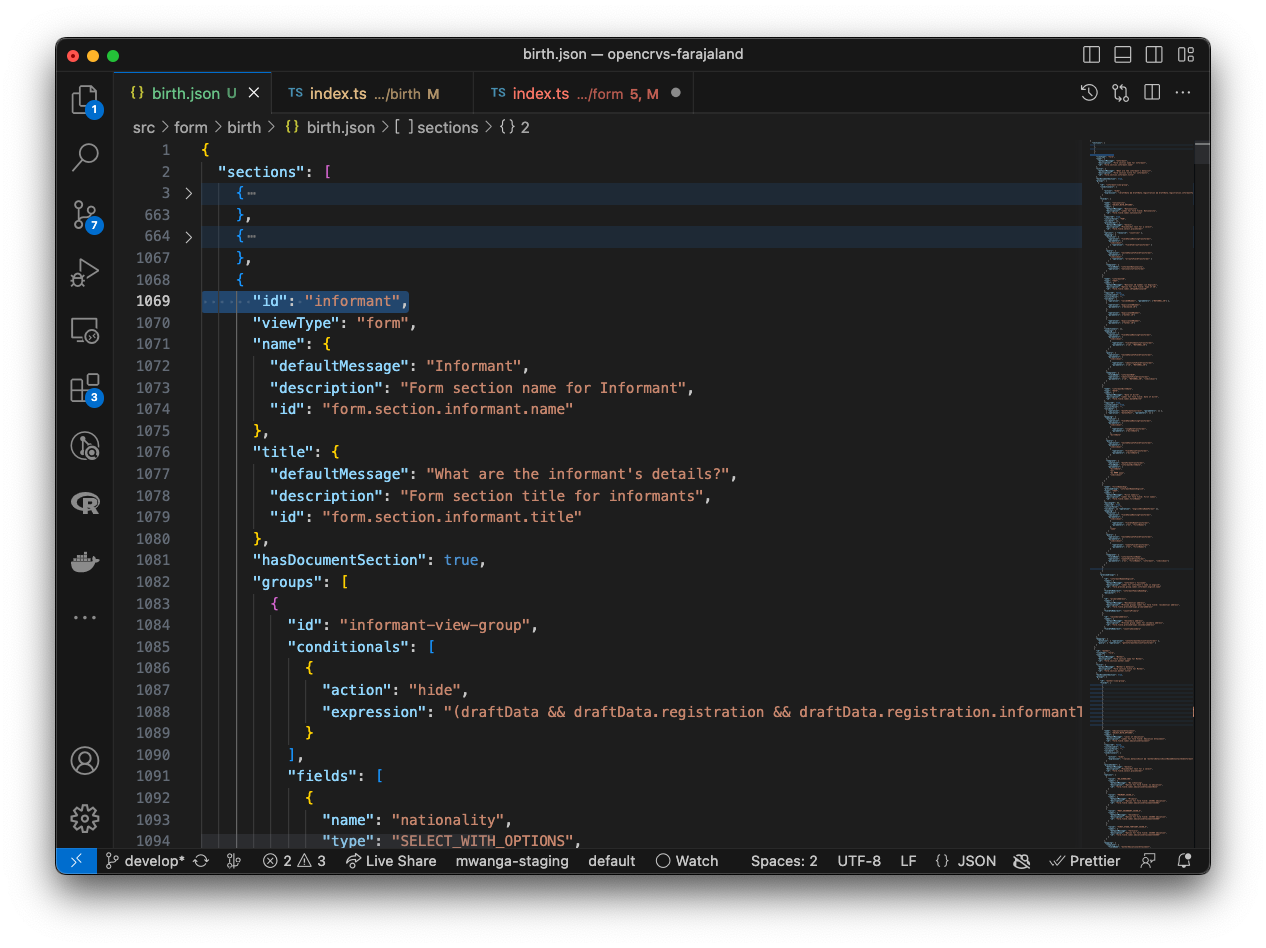 birth.json — opencrvs-farajaland
{} birth.json U
TS index.ts .../birth M
TS index.ts .../form 5, M
src > form > birth > {} birth.json > [ ] sections > {} 2
1
7
3
1 {
2 "sections": [
3 > {⋯
663 },
664 > {⋯
1067 },
1068 {
1069 "id": "informant",
1070 "viewType": "form",
1071 "name": {
1072 "defaultMessage": "Informant",
1073 "description": "Form section name for Informant",
1074 "id": "form.section.informant.name"
1075 },
1076 "title": {
1077 "defaultMessage": "What are the informant's details?",
1078 "description": "Form section title for informants",
1079 "id": "form.section.informant.title"
1080 },
1081 "hasDocumentSection": true,
1082 "groups": [
1083 {
1084 "id": "informant-view-group",
1085 "conditionals": [
1086 {
1087 "action": "hide",
1088 "expression": "(draftData && draftData.registration && draftData.registration.informantT
1089 }
1090 ],
1091 "fields": [
1092 {
1093 "name": "nationality",
1094 "type": "SELECT_WITH_OPTIONS",
develop* 2 3 Live Share mwanga-staging default Watch Spaces: 2 UTF-8 LF {} JSON Prettier